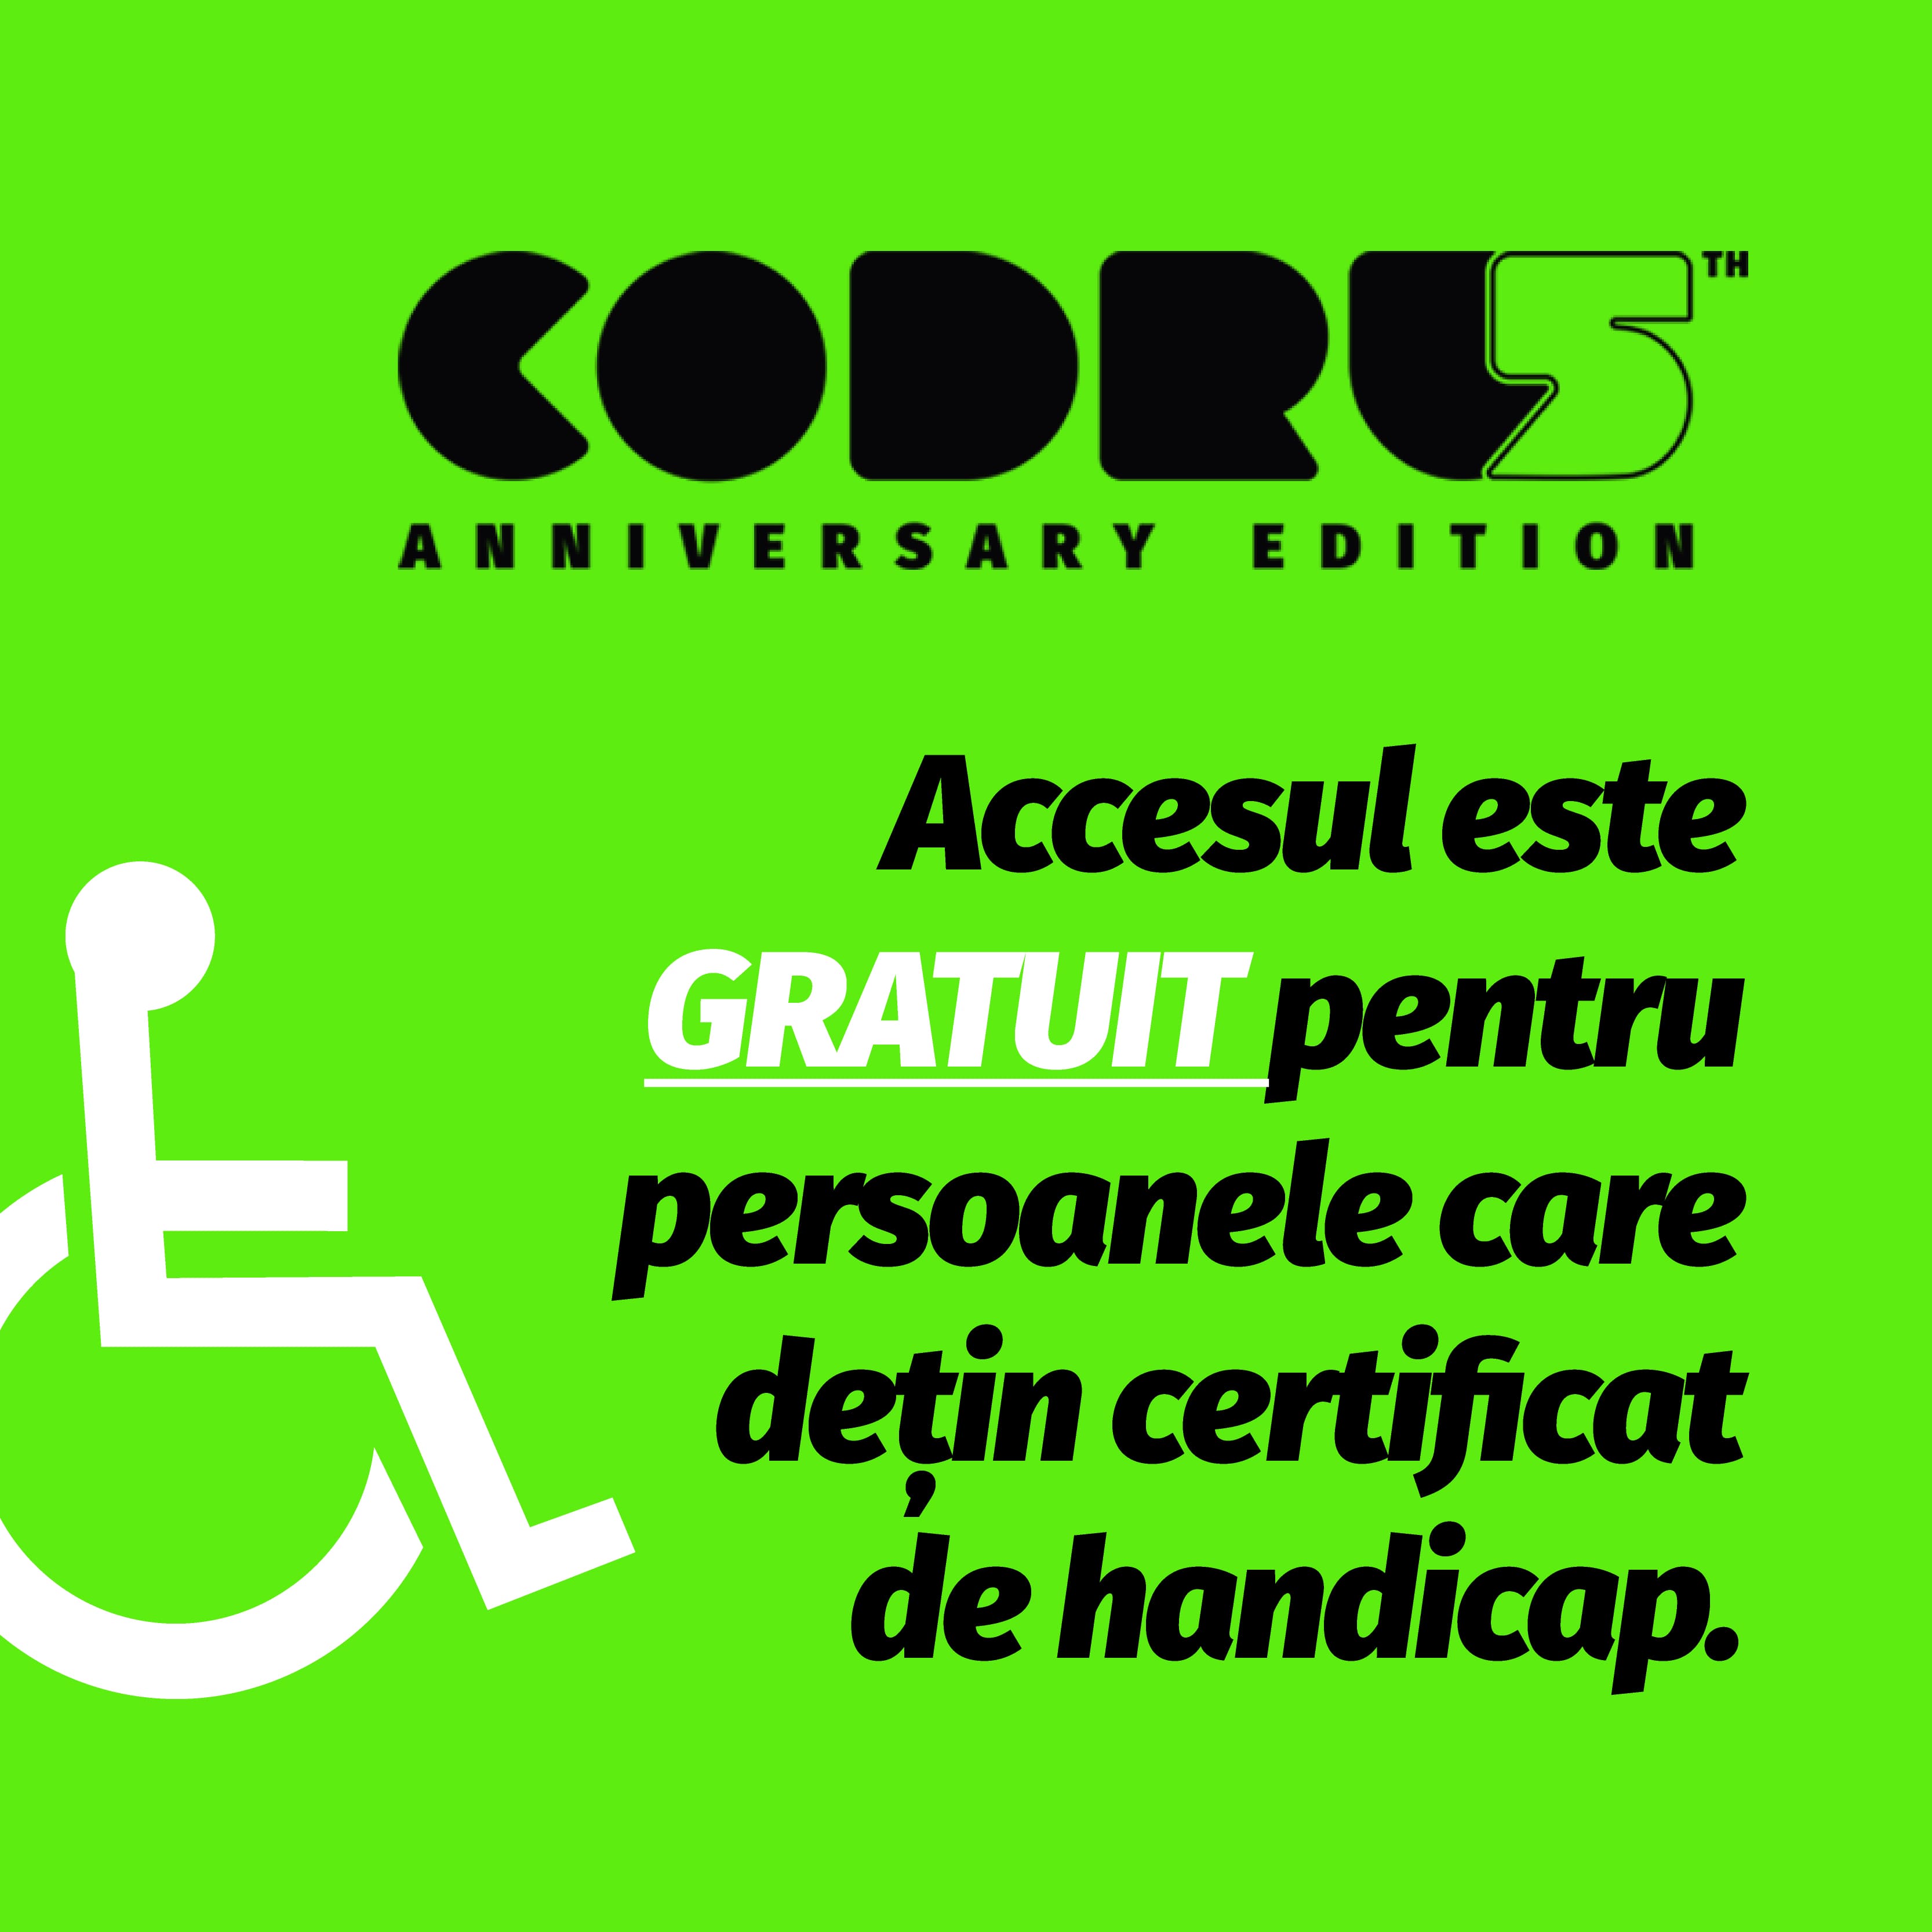 CODRU 5TH
ANNIVERSARY EDITION
Accesul este
GRATUIT pentru
persoanele care
dețin certificat
de handicap.